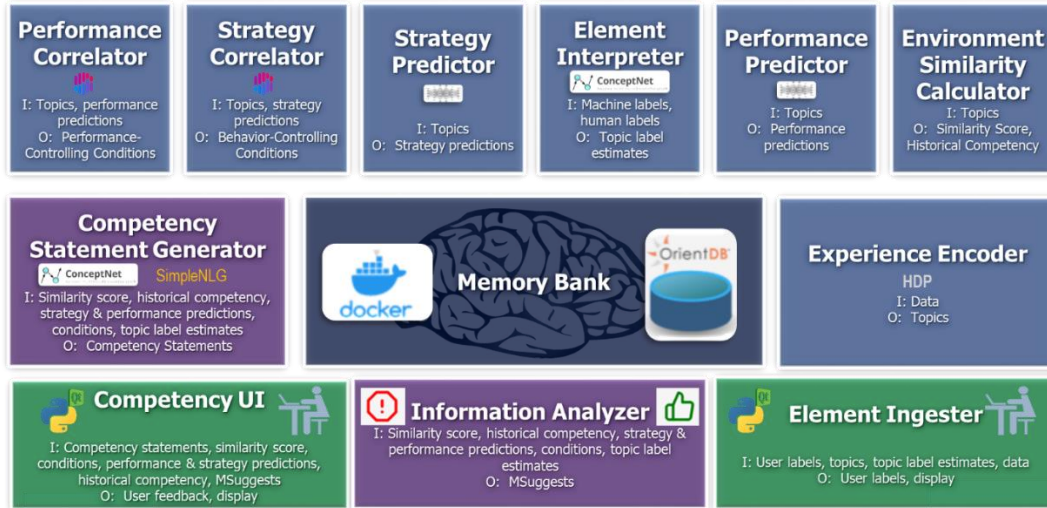 Performance
Correlator
I: Topics, performance
predictions
O: Performance-
Controlling Conditions
Strategy
Correlator
I: Topics, strategy
predictions
O: Behavior-Controlling
Conditions
Strategy
Predictor
I: Topics
O: Strategy predictions
Element
Interpreter
ConceptNet
I: Machine labels,
human labels
O: Topic label
estimates
Performance
Predictor
I: Topics
O: Performance
predictions
Environment
Similarity
Calculator
I: Topics
O: Similarity Score,
Historical Competency
Competency
Statement Generator
ConceptNet
SimpleNLG
I: Similarity score, historical competency,
strategy & performance predictions,
conditions, topic label estimates
O: Competency Statements
docker
Memory Bank
OrientDB
Experience Encoder
HDP
I: Data
O: Topics
Qt
Competency UI
I: Competency statements, similarity score,
conditions, performance & strategy predictions,
historical competency, MSuggests
O: User feedback, display
Information Analyzer
I: Similarity score, historical competency, strategy &
performance predictions, conditions, topic label
estimates
O: MSuggests
Qt
Element Ingester
I: User labels, topics, topic label estimates, data
O: User labels, display